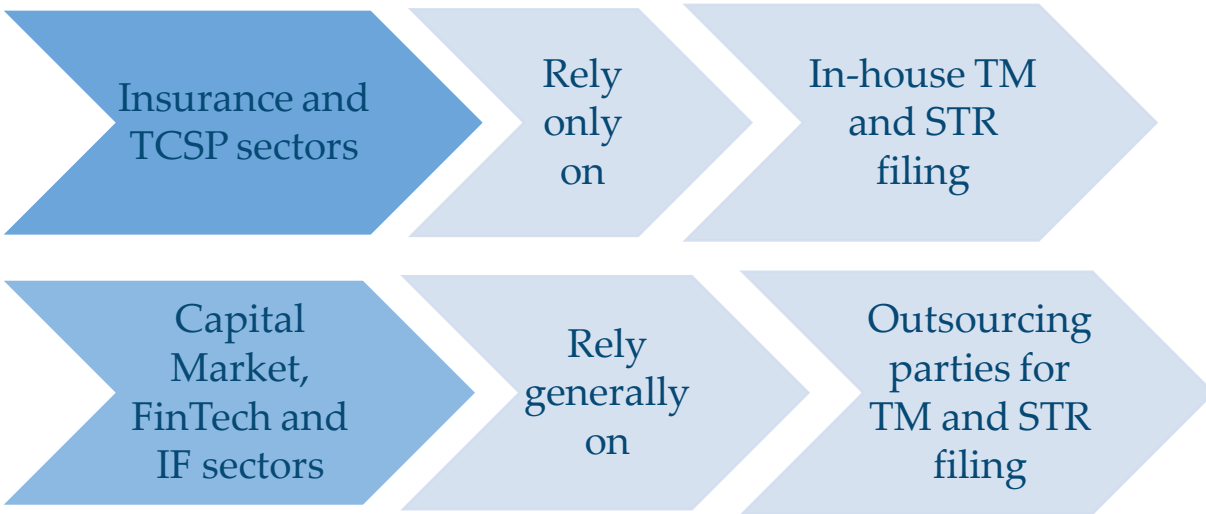 Insurance and
TCSP sectors
Rely
only
on
In-house TM
and STR
filing
Capital
Market,
FinTech and
IF sectors
Rely
generally
on
Outsourcing
parties for
TM and STR
filing